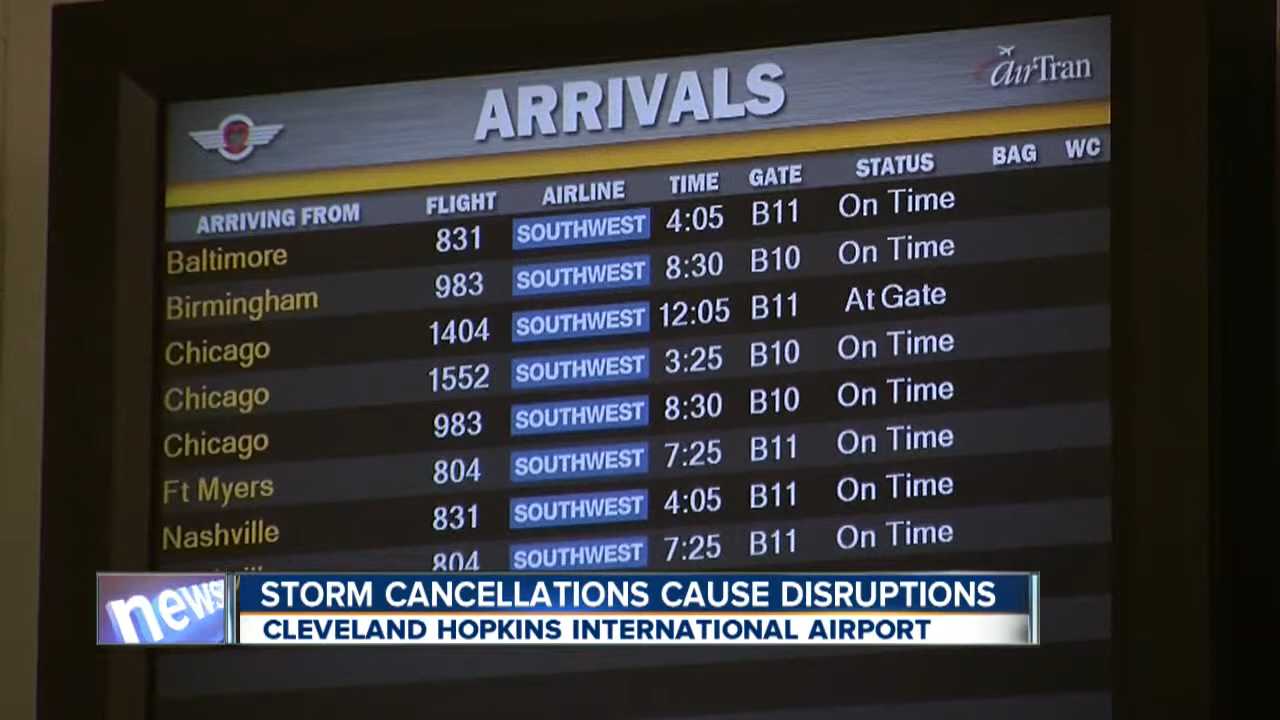 ARRIVALS
airTran
ARRIVING FROM FLIGHT AIRLINE TIME GATE STATUS BAG WC
Baltimore 831 SOUTHWEST 4:05 B11 On Time
Birmingham 983 SOUTHWEST 8:30 B10 On Time
Chicago 1404 SOUTHWEST 12:05 B11 At Gate
Chicago 1552 SOUTHWEST 3:25 B10 On Time
Chicago 983 SOUTHWEST 8:30 B10 On Time
Ft Myers 804 SOUTHWEST 7:25 B11 On Time
Nashville 831 SOUTHWEST 4:05 B11 On Time
804 SOUTHWEST 7:25 B11 On Time
news
STORM CANCELLATIONS CAUSE DISRUPTIONS
CLEVELAND HOPKINS INTERNATIONAL AIRPORT